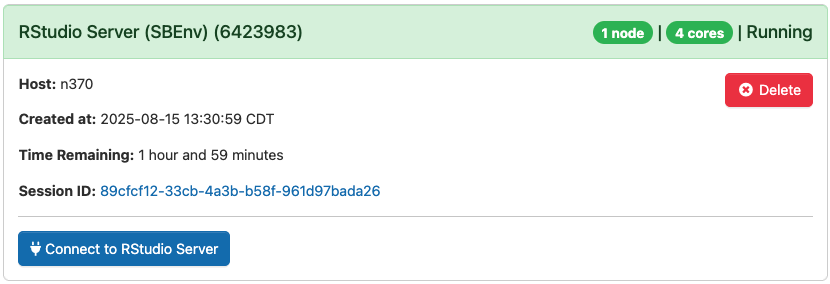 RStudio Server (SBEnv) (6423983) 1 node | 4 cores | Running
Host: n370
Delete
Created at: 2025-08-15 13:30:59 CDT
Time Remaining: 1 hour and 59 minutes
Session ID: 89cfcf12-33cb-4a3b-b58f-961d97bada26
Connect to RStudio Server